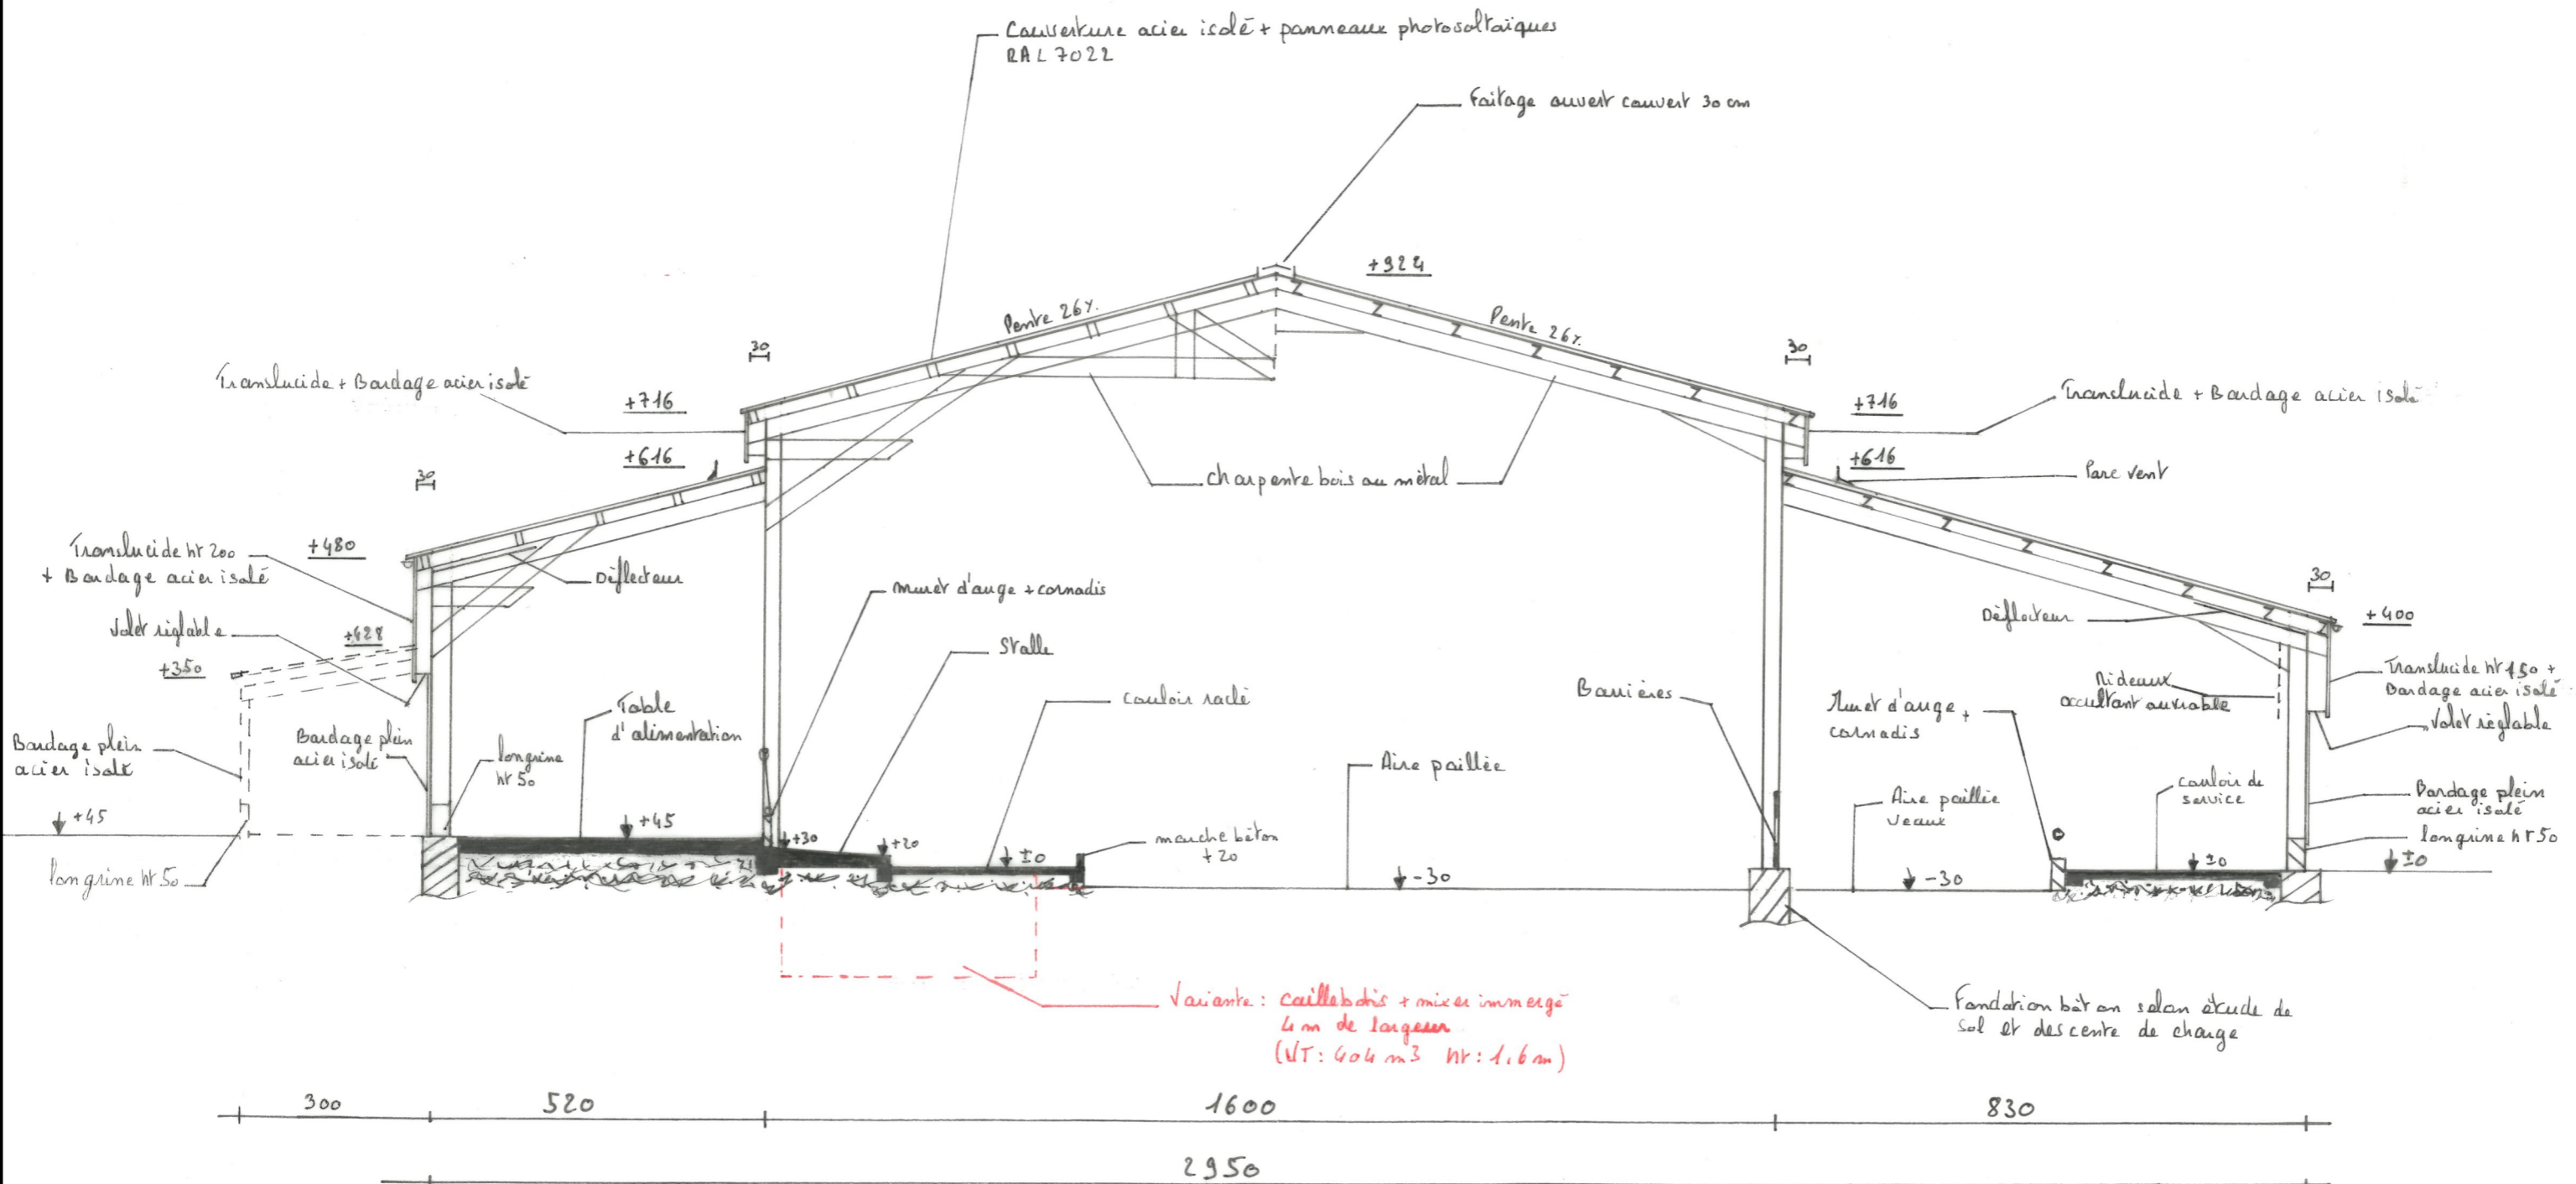 Couverture acier isolé + panneaux photovoltaïques
RAL 7022
Faitage ouvert couvert 30 cm
+924
Pente 26%.
Pente 26%.
30
30
Translucide + Bardage acier isolé
+716
+716
Translucide + Bardage acier isolé
+616
+616
Pare vent
30
charpente bois ou métal
Translucide ht 200
+ Bardage acier isolé
+480
Déflecteur
muret d'auge + cornadis
30
+400
Déflecteur
Volet réglable
+428
+350
Stalle
Translucide ht 150 +
Bardage acier isolé
Rideaux
occultant ouvrable
Volet réglable
Table
d'alimentation
couloir raclé
Barrières
Muret d'auge +
cornadis
Bardage plein
acier isolé
Bardage plein
acier isolé
longrine
ht 50
Aire paillée
Aire paillée
veaux
couloir de
service
Bardage plein
acier isolé
longrine ht 50
+45
+45
+30
+20
±0
marche béton
+20
-30
-30
±0
±0
longrine ht 50
Variante : caillebotis + mixer immergé
4 m de largeur
(VT : 404 m3 ht : 1.6 m)
Fondation béton selon étude de
sol et descente de charge
300
520
1600
830
2950